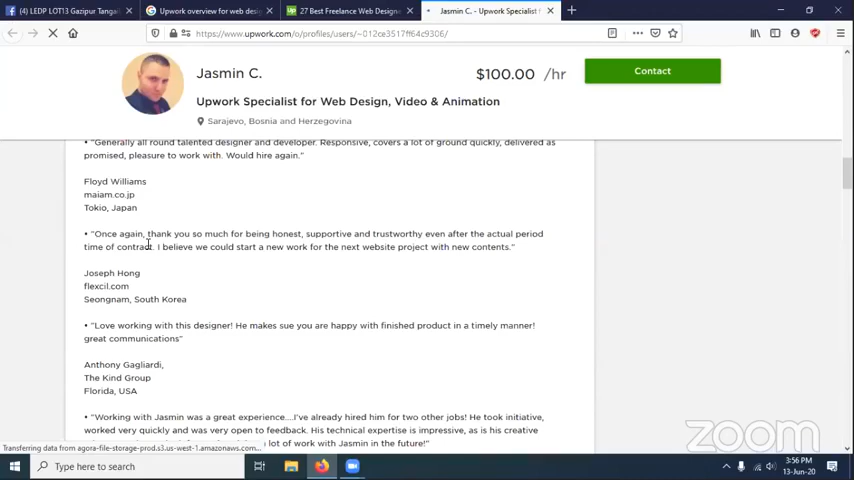 (4) LEDP LOT13 Gazipur Tangail
Upwork overview for web desig
27 Best Freelance Web Designe
Jasmin C. - Upwork Specialist f
https://www.upwork.com/o/profiles/users/~012ce3517ff64c9306/
Jasmin C.
$100.00 /hr
Contact
Upwork Specialist for Web Design, Video & Animation
Sarajevo, Bosnia and Herzegovina
• "Generally all round talented designer and developer. Responsive, covers a lot of ground quickly, delivered as
promised, pleasure to work with. Would hire again."
Floyd Williams
maiam.co.jp
Tokio, Japan
• "Once again, thank you so much for being honest, supportive and trustworthy even after the actual period
time of contract. I believe we could start a new work for the next website project with new contents."
Joseph Hong
flexcil.com
Seongnam, South Korea
• "Love working with this designer! He makes sue you are happy with finished product in a timely manner!
great communications"
Anthony Gagliardi,
The Kind Group
Florida, USA
• "Working with Jasmin was a great experience....I've already hired him for two other jobs! He took initiative,
worked very quickly and was very open to feedback. His technical expertise is impressive, as is his creative
lot of work with Jasmin in the future!"
Transferring data from agora-file-storage-prod.s3.us-west-1.amazonaws.com...
zoom
Type here to search
3:56 PM
13-Jun-20